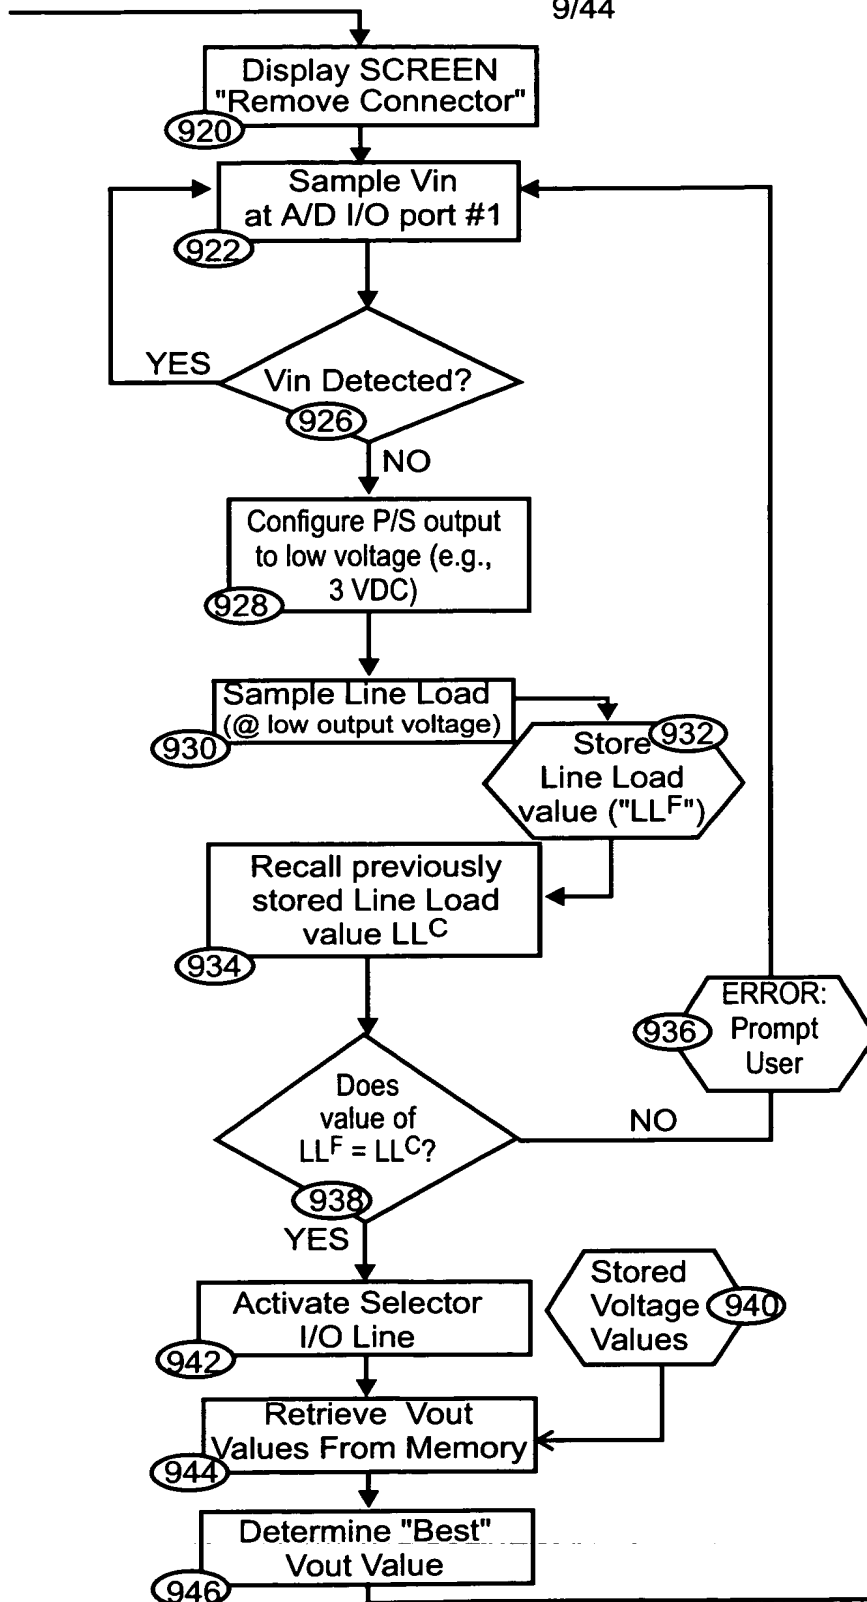 9/44
Display SCREEN
"Remove Connector"
920
Sample Vin
at A/D I/O port #1
922
YES
Vin Detected?
926
NO
Configure P/S output
to low voltage (e.g.,
3 VDC)
928
Sample Line Load
(@ low output voltage)
930
932
Store
Line Load
value ("LLF")
Recall previously
stored Line Load
value LLC
934
ERROR:
Prompt
User
936
Does
value of
LLF = LLC?
938
NO
YES
Stored
Voltage
Values
940
Activate Selector
I/O Line
942
Retrieve Vout
Values From Memory
944
Determine "Best"
Vout Value
946